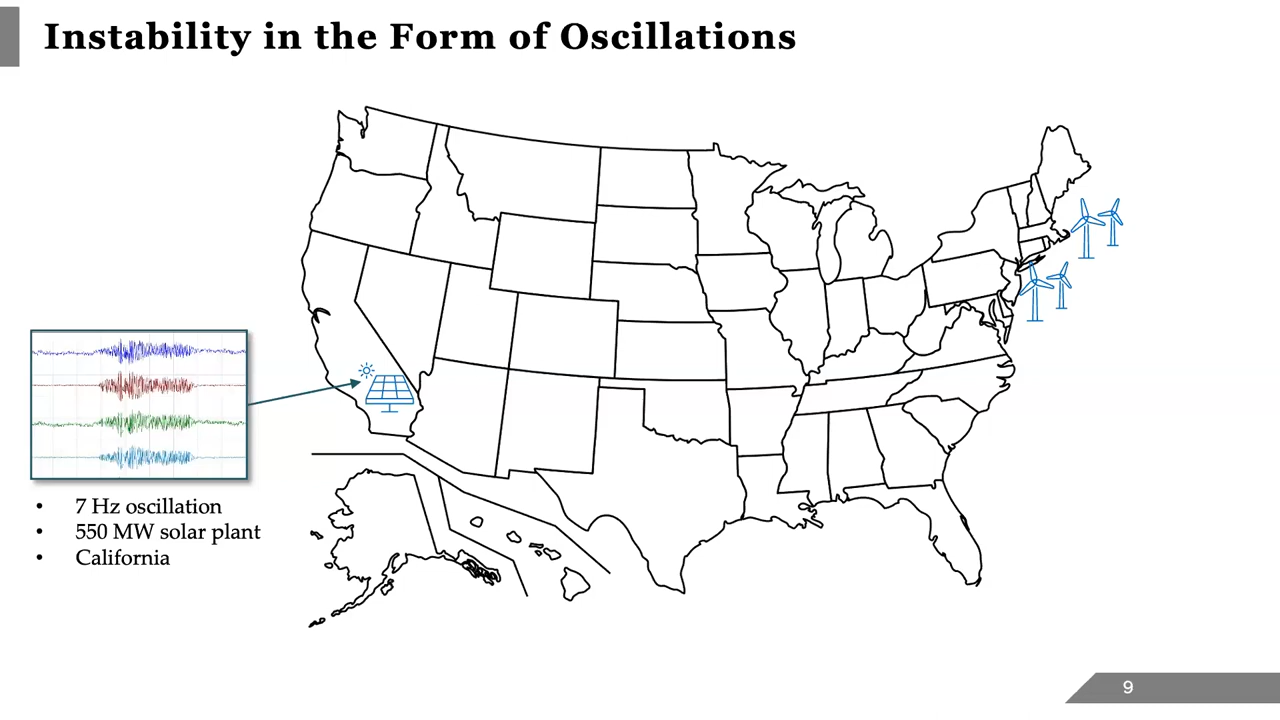 Instability in the Form of Oscillations
• 7 Hz oscillation
• 550 MW solar plant
• California
9